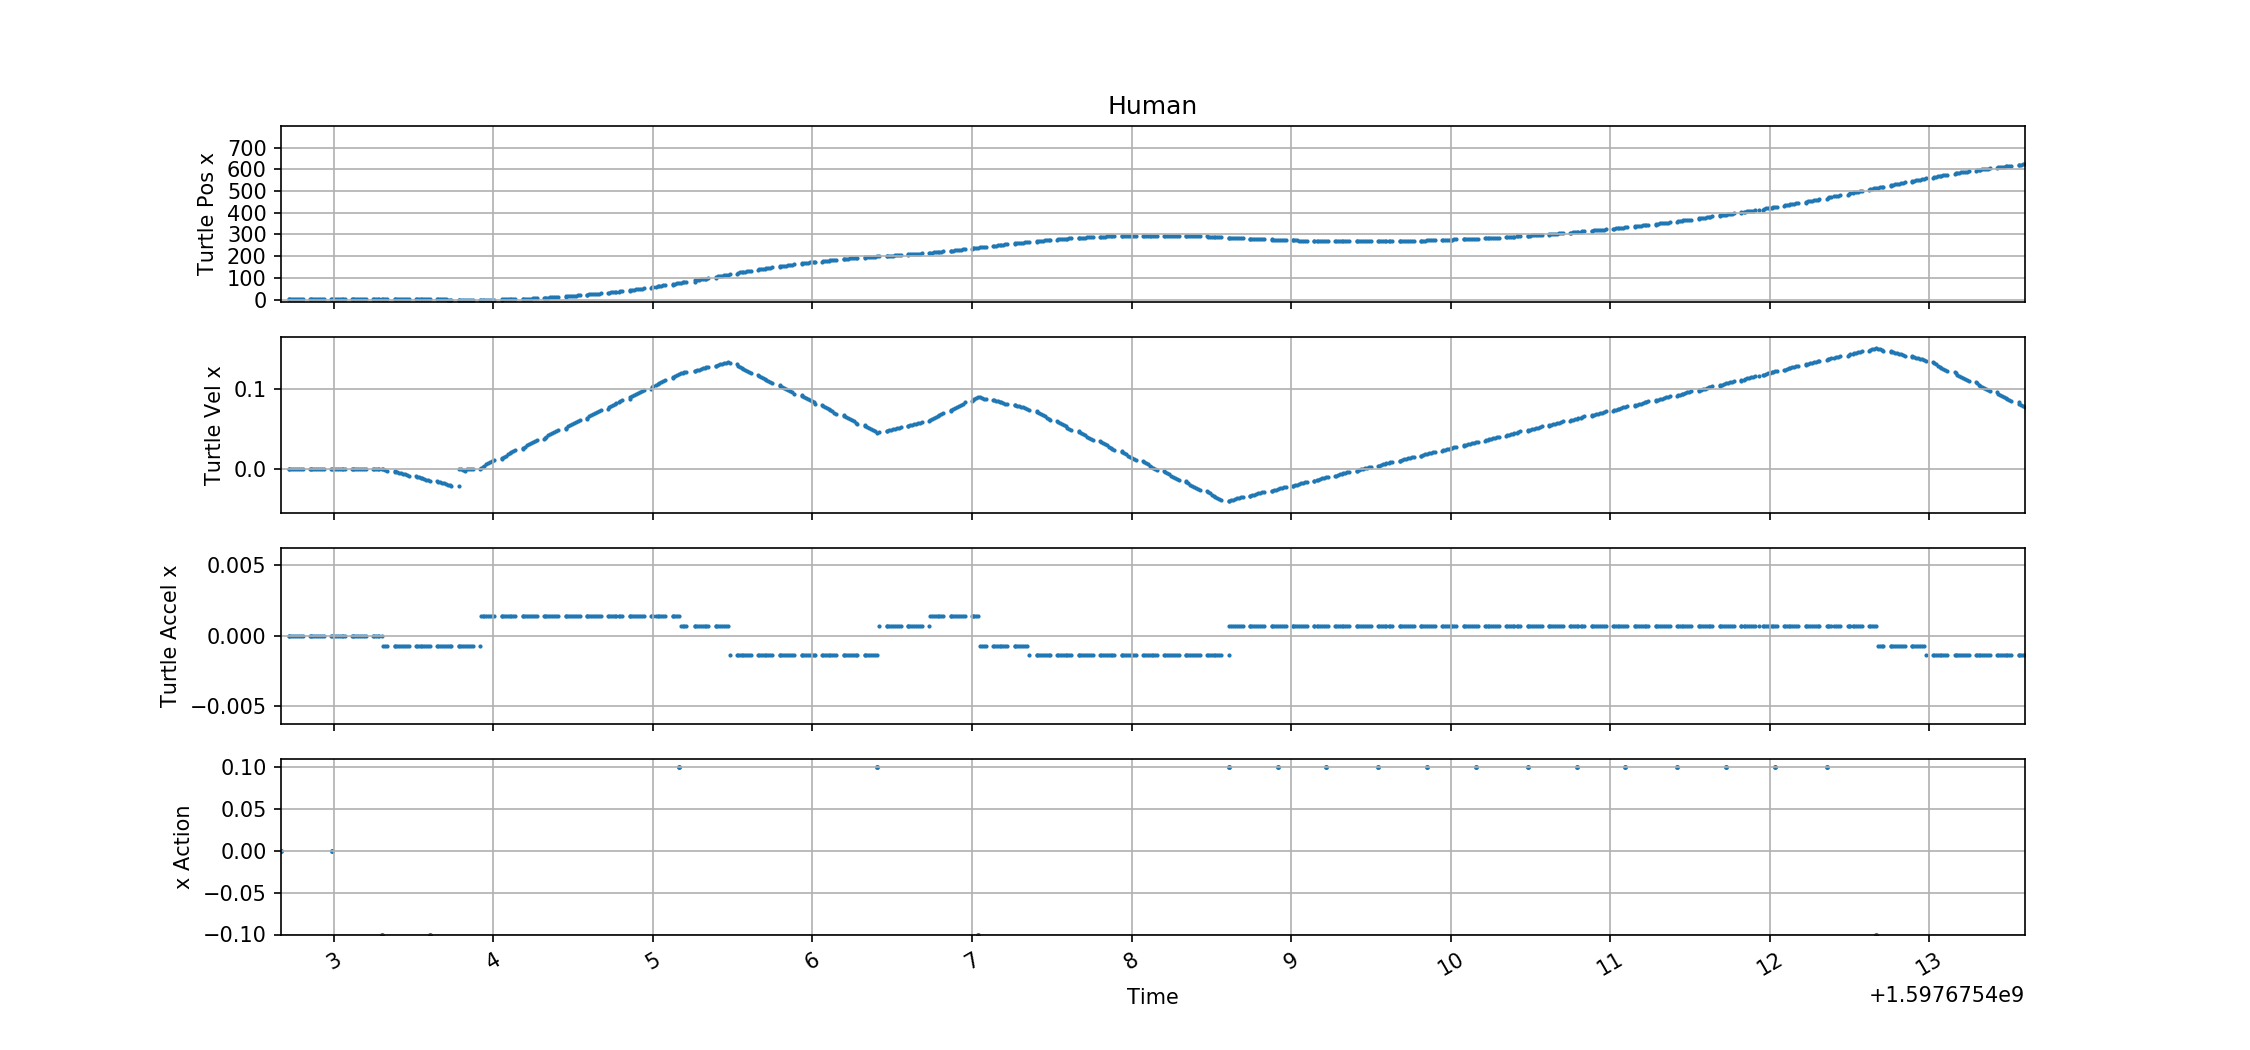 Human
Turtle Pos x
700
600
500
400
300
200
100
0
Turtle Vel x
0.1
0.0
Turtle Accel x
0.005
0.000
−0.005
x Action
0.10
0.05
0.00
−0.05
−0.10
3 4 5 6 7 8 9 10 11 12 13
Time
+1.5976754e9